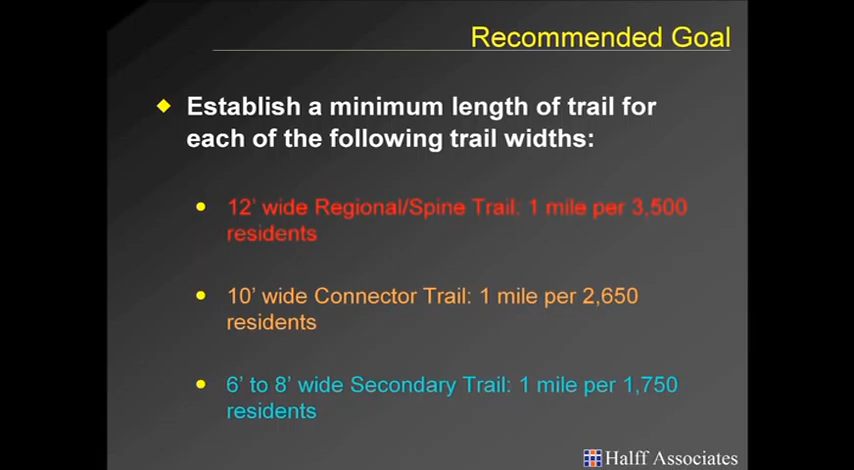 Recommended Goal
Establish a minimum length of trail for
each of the following trail widths:
12’ wide Regional/Spine Trail: 1 mile per 3,500
residents
10’ wide Connector Trail: 1 mile per 2,650
residents
6’ to 8’ wide Secondary Trail: 1 mile per 1,750
residents
Halff Associates